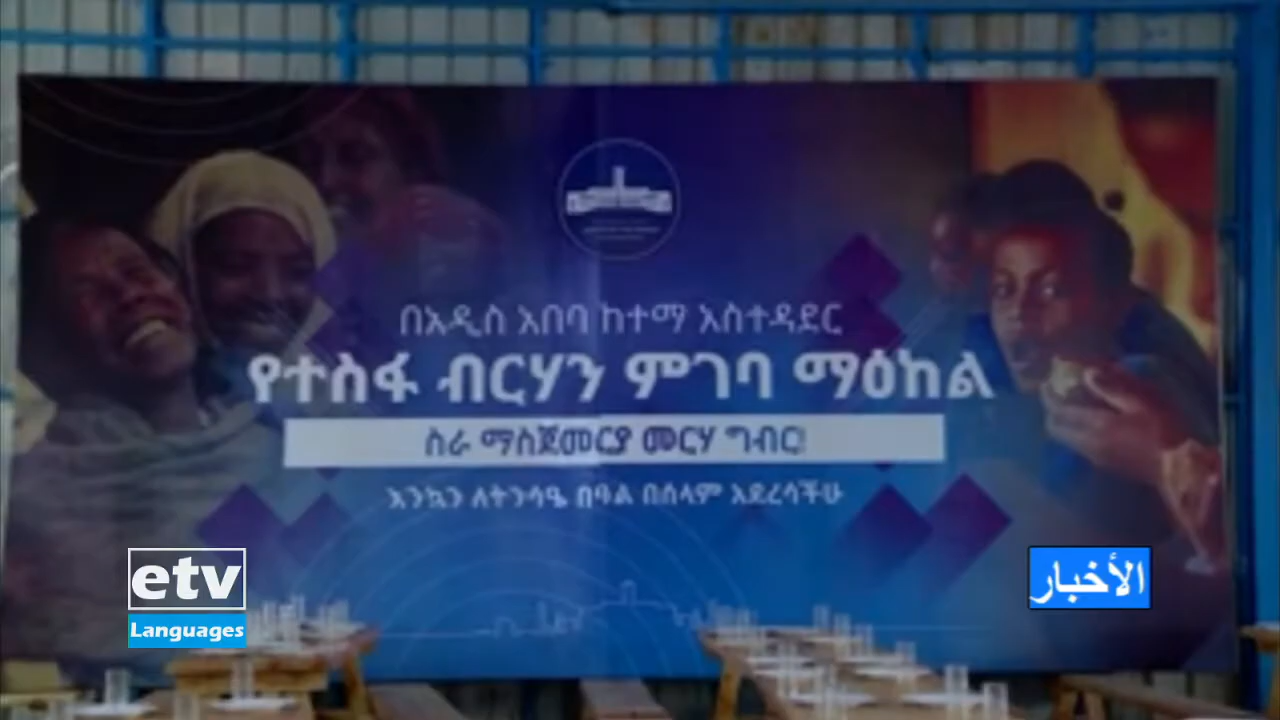 በአዲስ አበባ ከተማ አስተዳደር
የተስፋ ብርሃን ምገባ ማዕከል
ስራ ማስጀመርያ መርሃ ግብር!
እንኳን ለትንሳዔ በዓል በሰላም አደረሳችሁ
etv
Languages
الأخبار